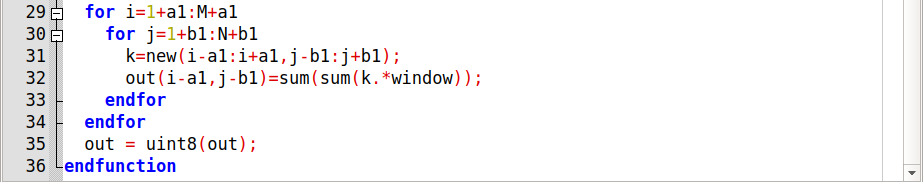 29 for i=1+a1:M+a1
30 for j=1+b1:N+b1
31 k=new(i-a1:i+a1,j-b1:j+b1);
32 out(i-a1,j-b1)=sum(sum(k.*window));
33 endfor
34 endfor
35 out = uint8(out);
36 endfunction